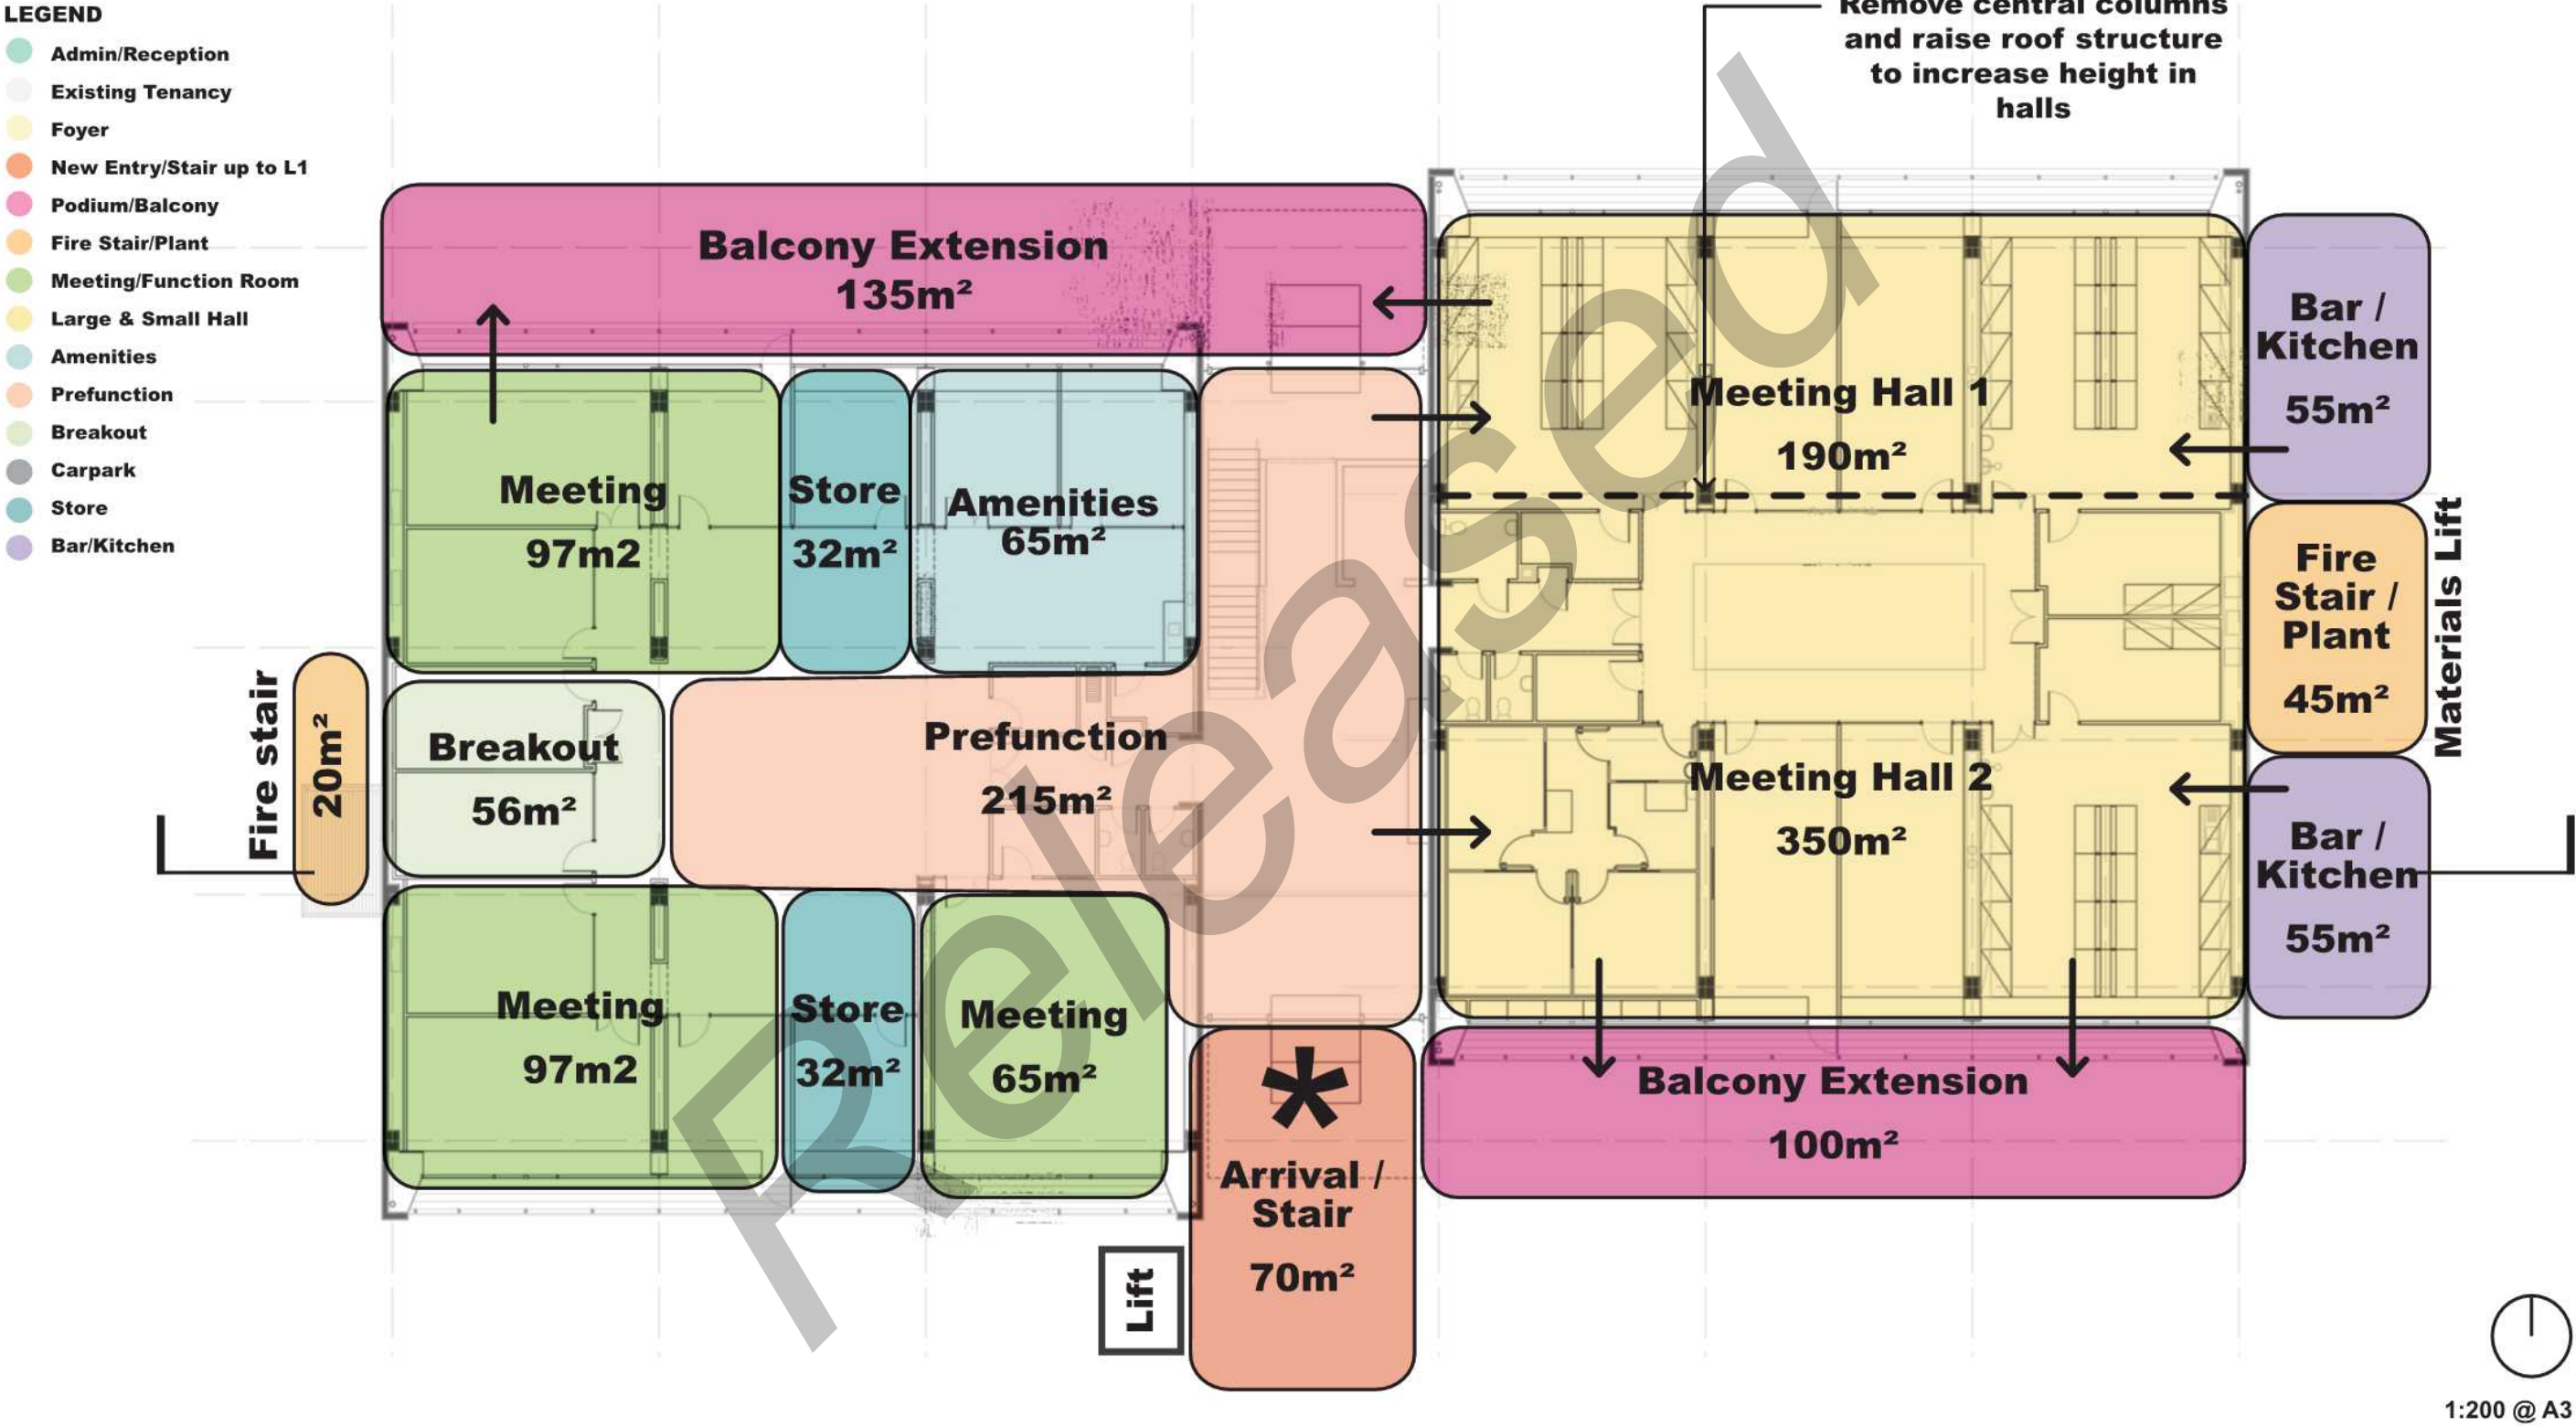 LEGEND
Admin/Reception
Existing Tenancy
Foyer
New Entry/Stair up to L1
Podium/Balcony
Fire Stair/Plant
Meeting/Function Room
Large & Small Hall
Amenities
Prefunction
Breakout
Carpark
Store
Bar/Kitchen
Remove central columns
and raise roof structure
to increase height in
halls
Balcony Extension
135m²
Meeting
97m2
Store
32m²
Amenities
65m²
Meeting Hall 1
190m²
Bar /
Kitchen
55m²
Fire
Stair /
Plant
45m²
Materials Lift
Fire stair
20m²
Breakout
56m²
Prefunction
215m²
Meeting Hall 2
350m²
Bar /
Kitchen
55m²
Meeting
97m2
Store
32m²
Meeting
65m²
*
Arrival /
Stair
70m²
Lift
Balcony Extension
100m²
Released
1:200 @ A3